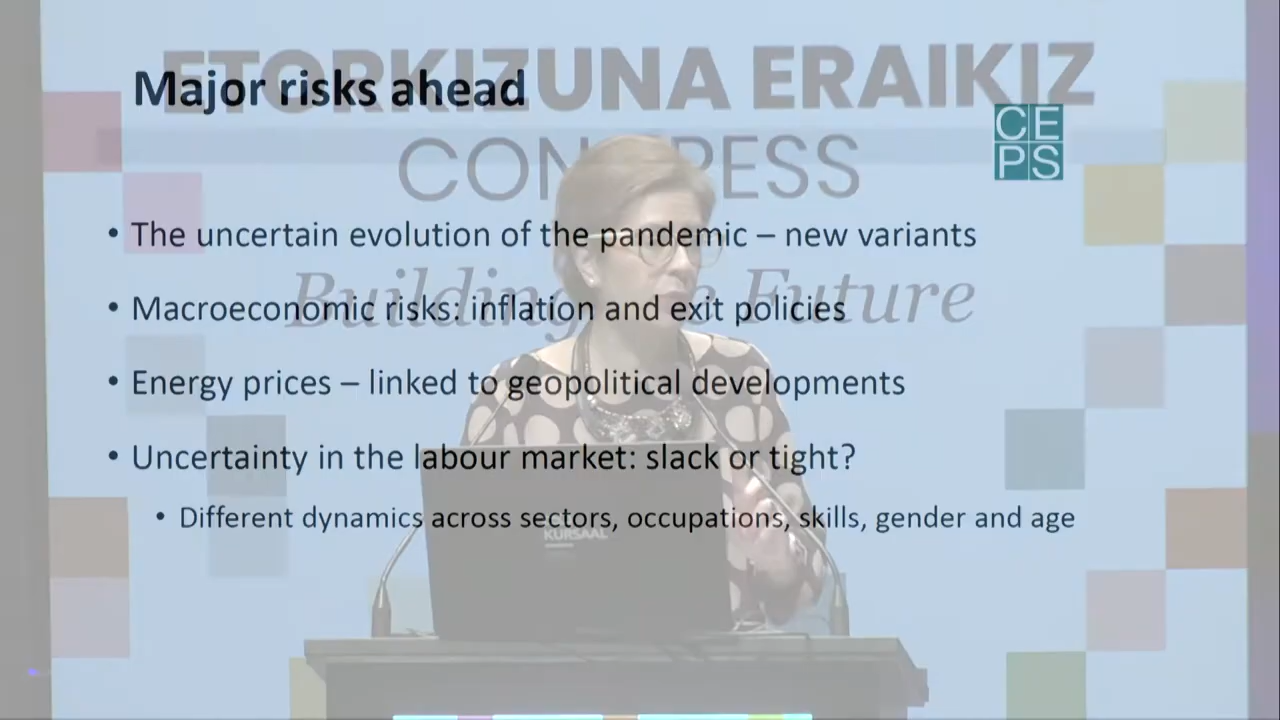 ETORKIZUNA ERAIKIZ
Major risks ahead
CONGRESS
CE
PS
• The uncertain evolution of the pandemic – new variants
Building the Future
• Macroeconomic risks: inflation and exit policies
• Energy prices – linked to geopolitical developments
• Uncertainty in the labour market: slack or tight?
• Different dynamics across sectors, occupations, skills, gender and age
KURSAAL